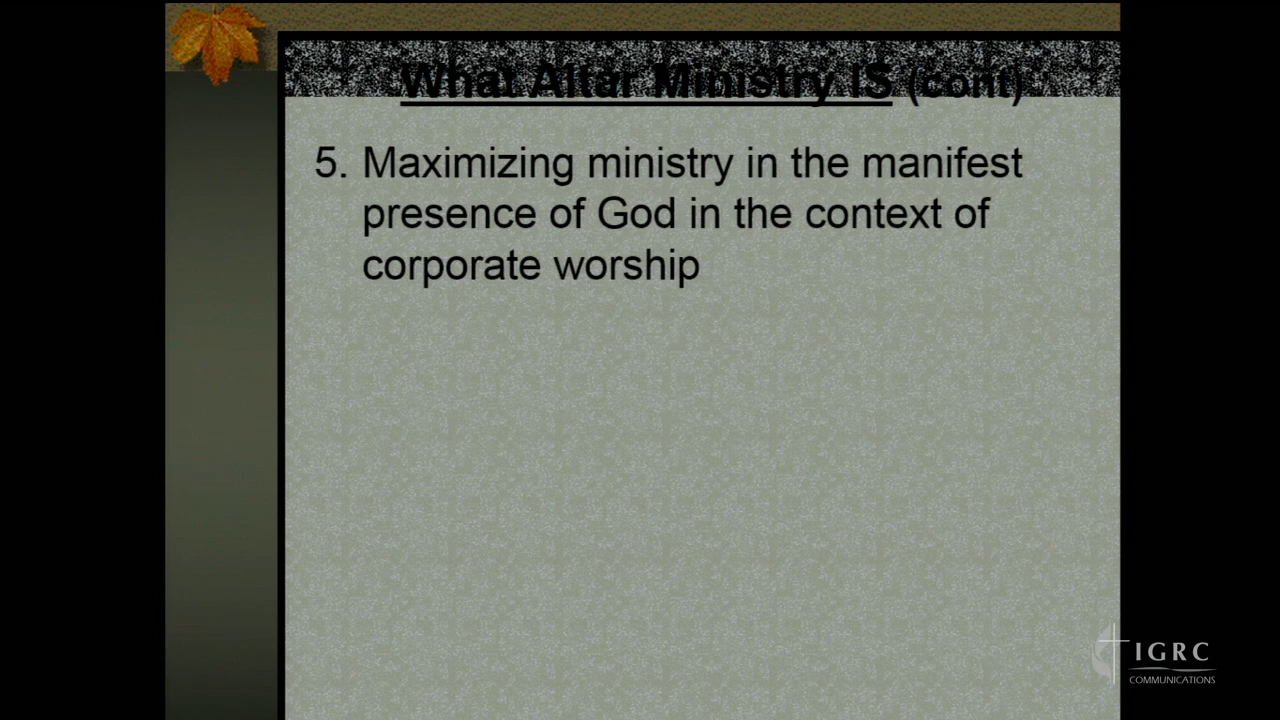 What Altar Ministry IS (cont)
5. Maximizing ministry in the manifest
presence of God in the context of
corporate worship
IGRC
COMMUNICATIONS